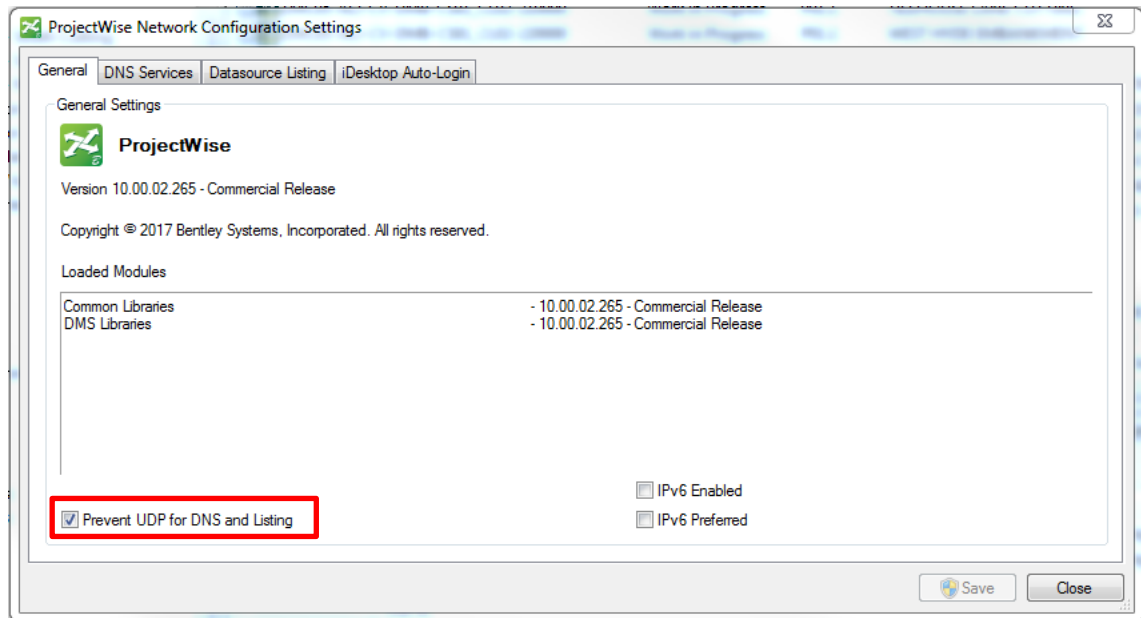 ProjectWise Network Configuration Settings
General DNS Services Datasource Listing iDesktop Auto-Login
General Settings
ProjectWise
Version 10.00.02.265 - Commercial Release
Copyright © 2017 Bentley Systems, Incorporated. All rights reserved.
Loaded Modules
Common Libraries - 10.00.02.265 - Commercial Release
DMS Libraries - 10.00.02.265 - Commercial Release
IPv6 Enabled
Prevent UDP for DNS and Listing IPv6 Preferred
Save Close